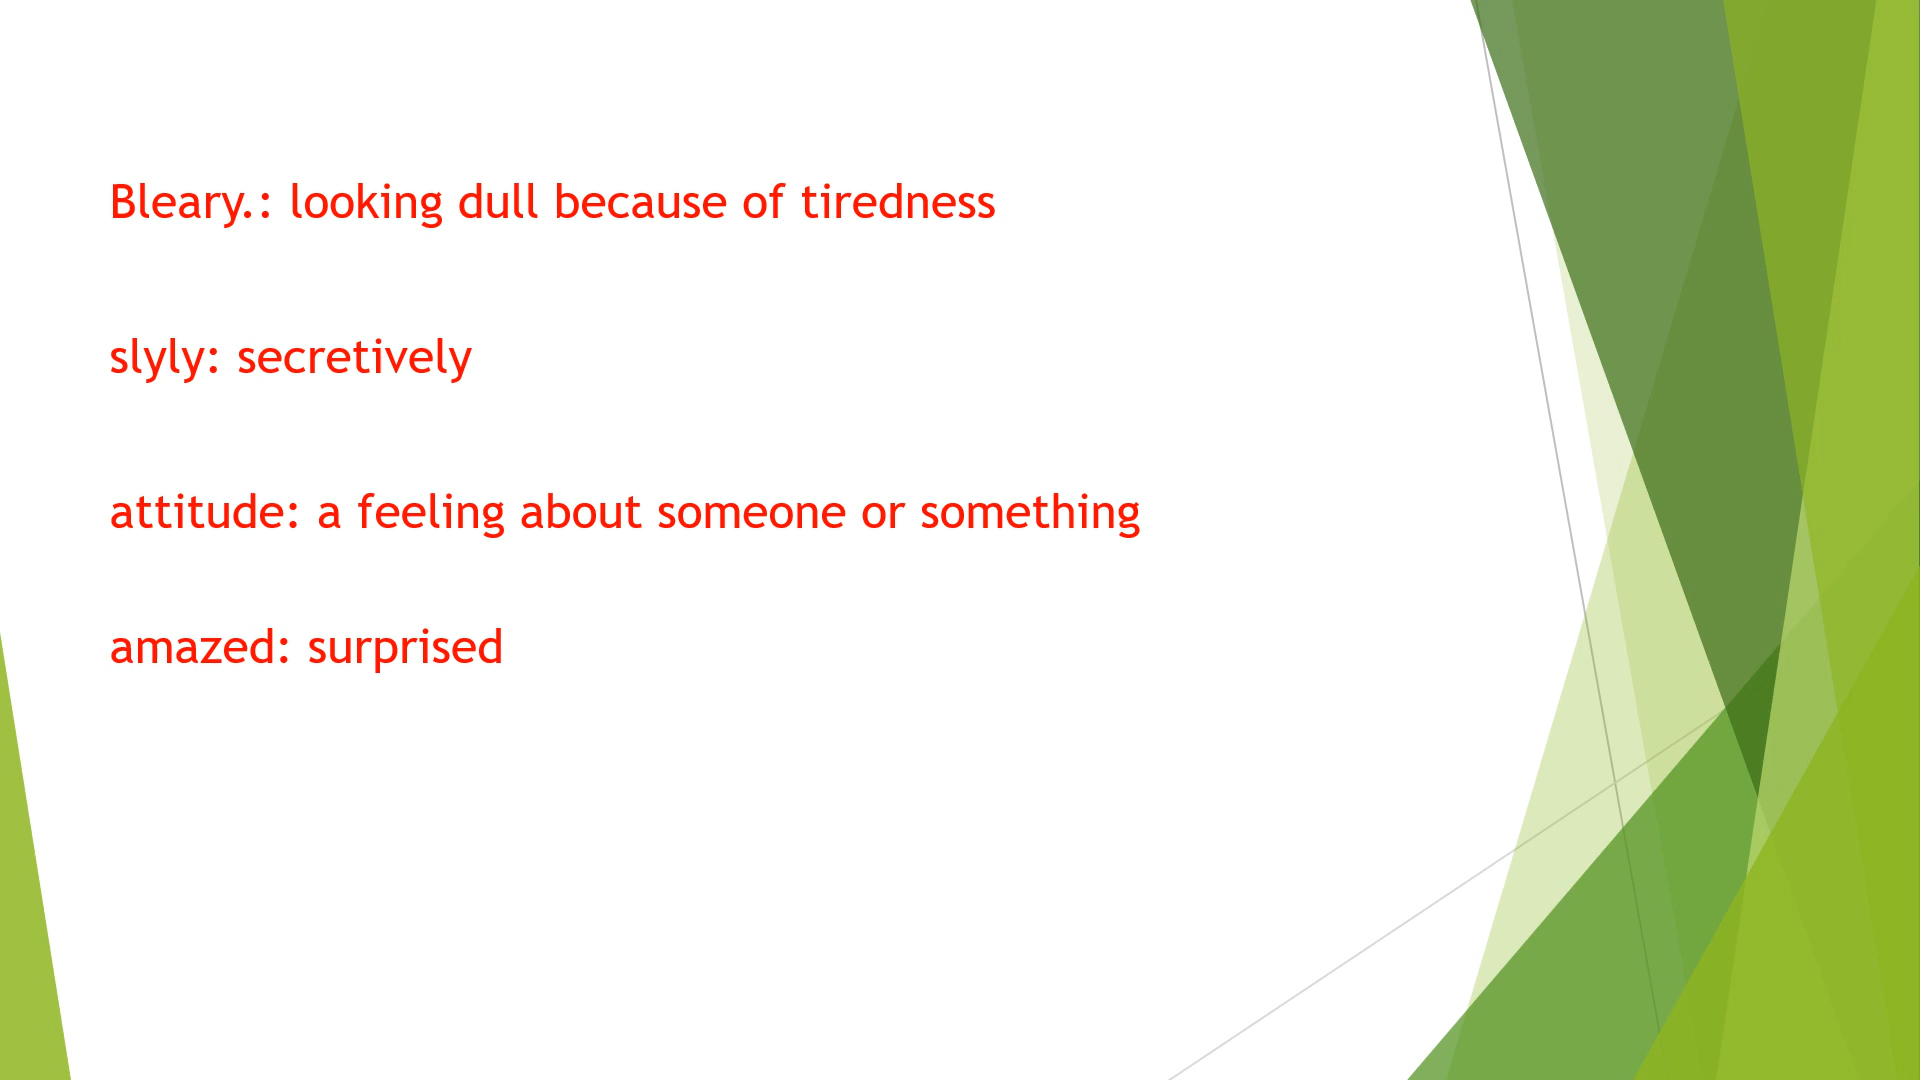 Bleary.: looking dull because of tiredness
slyly: secretively
attitude: a feeling about someone or something
amazed: surprised